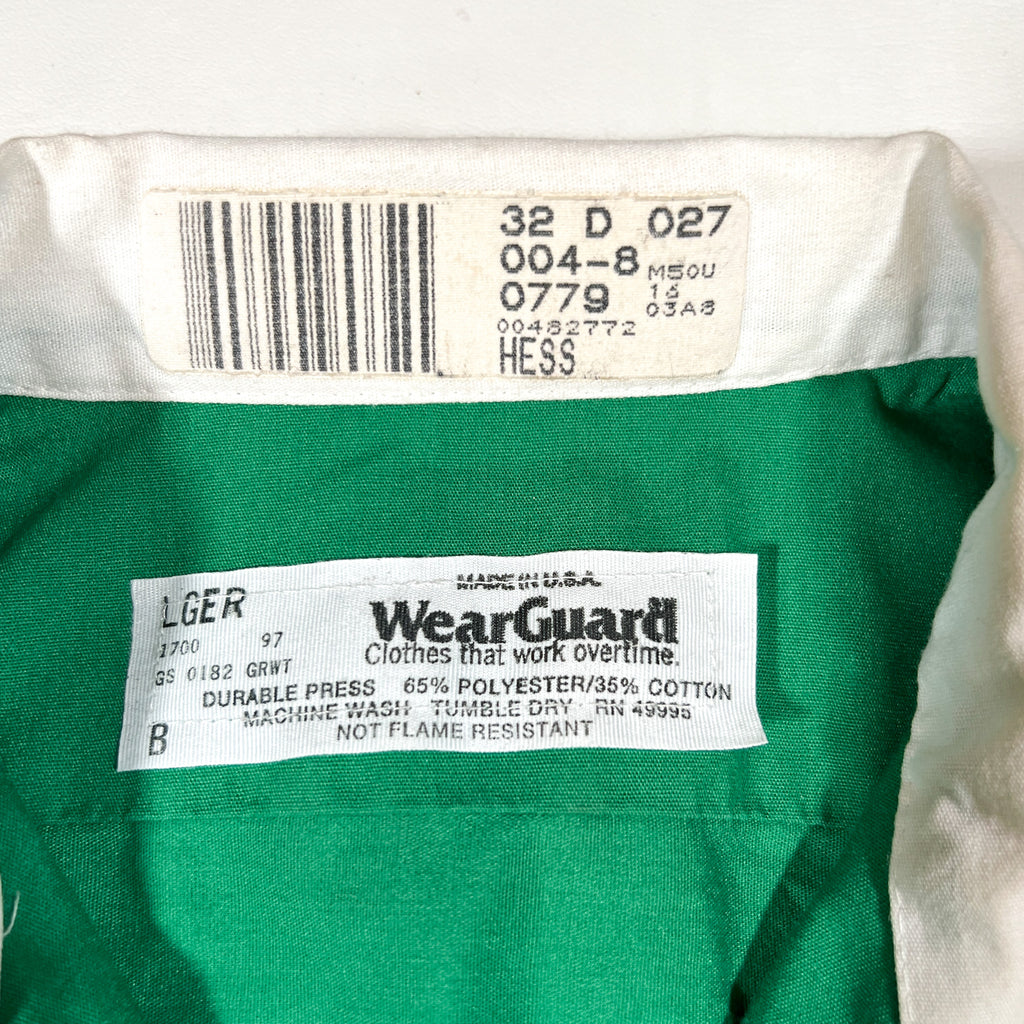 32 D 027
004-8 M50U
0779 16
03A8
00482772
HESS
MADE IN U.S.A.
LGER WearGuard
1700 97 Clothes that work overtime.
GS 0182 GRWT
DURABLE PRESS 65% POLYESTER/35% COTTON
MACHINE WASH TUMBLE DRY RN 49995
B NOT FLAME RESISTANT